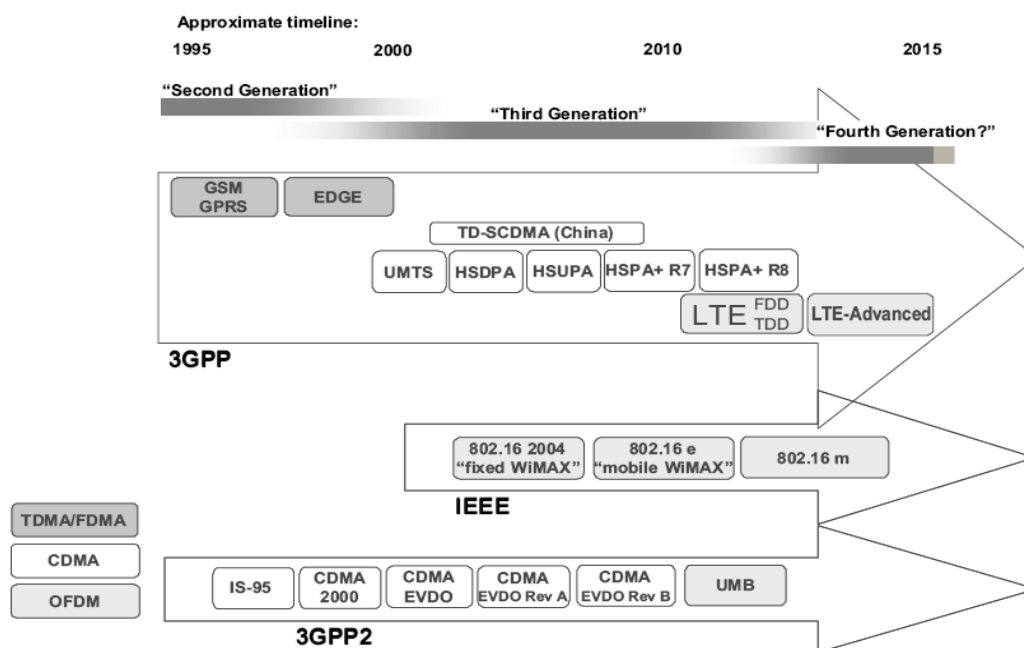 Approximate timeline:
1995 2000 2010 2015
“Second Generation”
“Third Generation”
“Fourth Generation?”
GSM
GPRS
EDGE
TD-SCDMA (China)
UMTS
HSDPA
HSUPA
HSPA+ R7
HSPA+ R8
LTE FDD
TDD
LTE-Advanced
3GPP
802.16 2004
“fixed WiMAX”
802.16 e
“mobile WiMAX”
802.16 m
IEEE
TDMA/FDMA
CDMA
OFDM
IS-95
CDMA
2000
CDMA
EVDO
CDMA
EVDO Rev A
CDMA
EVDO Rev B
UMB
3GPP2